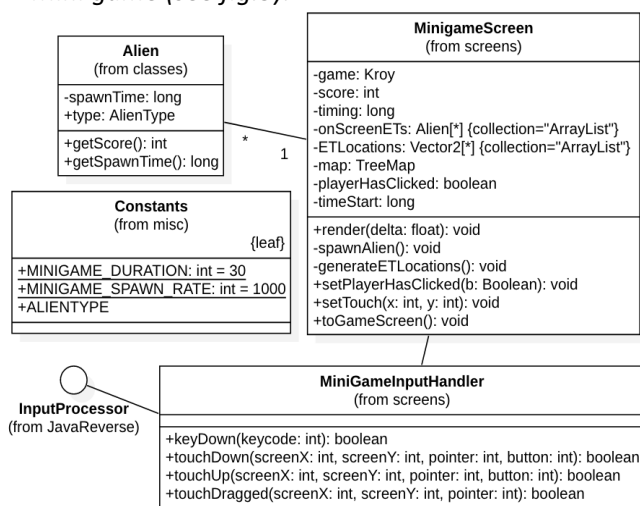 Alien
(from classes)
-spawnTime: long
+type: AlienType
+getScore(): int
+getSpawnTime(): long
*
1
MinigameScreen
(from screens)
-game: Kroy
-score: int
-timing: long
-onScreenETs: Alien[*] {collection="ArrayList"}
-ETLocations: Vector2[*] {collection="ArrayList"}
-map: TreeMap
-playerHasClicked: boolean
-timeStart: long
+render(delta: float): void
-spawnAlien(): void
-generateETLocations(): void
+setPlayerHasClicked(b: Boolean): void
+setTouch(x: int, y: int): void
+toGameScreen(): void
Constants
(from misc)
{leaf}
+MINIGAME_DURATION: int = 30
+MINIGAME_SPAWN_RATE: int = 1000
+ALIENTYPE
InputProcessor
(from JavaReverse)
MiniGameInputHandler
(from screens)
+keyDown(keycode: int): boolean
+touchDown(screenX: int, screenY: int, pointer: int, button: int): boolean
+touchUp(screenX: int, screenY: int, pointer: int, button: int): boolean
+touchDragged(screenX: int, screenY: int, pointer: int): boolean